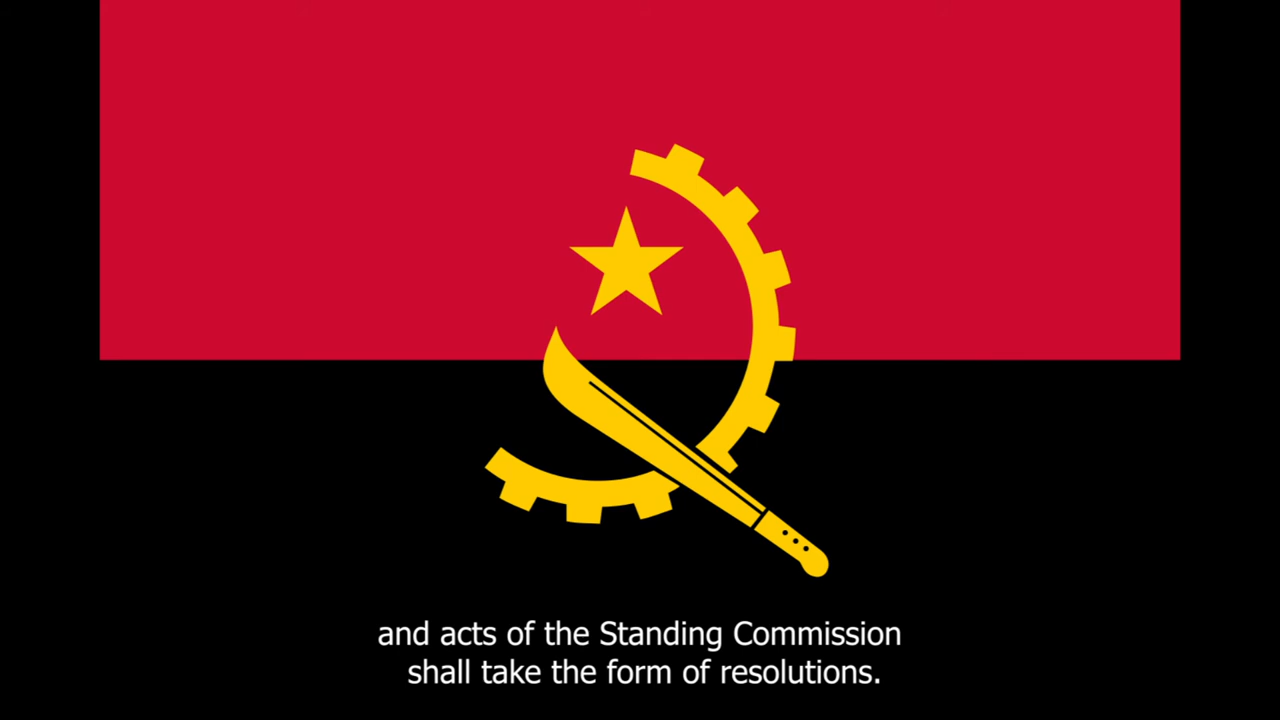 and acts of the Standing Commission
shall take the form of resolutions.